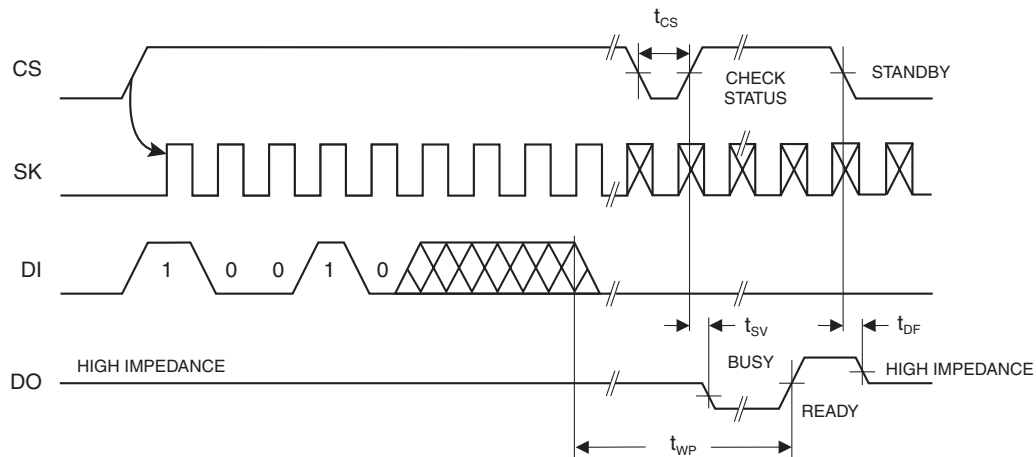 t_CS
CS
CHECK
STATUS
STANDBY
SK
DI
1 0 0 1 0
t_SV
t_DF
HIGH IMPEDANCE
BUSY
HIGH IMPEDANCE
DO
READY
t_WP